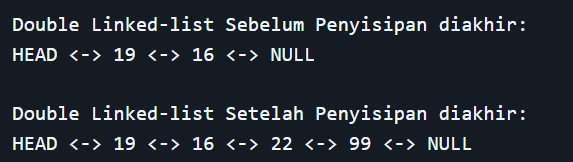 Double Linked-list Sebelum Penyisipan diakhir:
HEAD <-> 19 <-> 16 <-> NULL
Double Linked-list Setelah Penyisipan diakhir:
HEAD <-> 19 <-> 16 <-> 22 <-> 99 <-> NULL